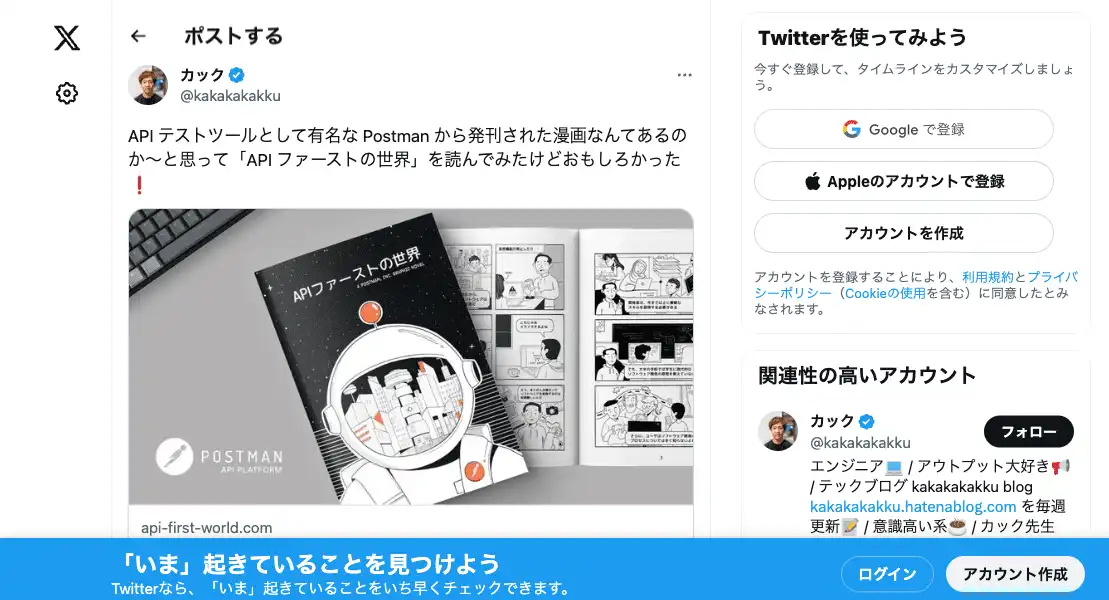 ポストする
カック
@kakakakakku
API テストツールとして有名な Postman から発刊された漫画なんてあるの
か〜と思って「API ファーストの世界」を読んでみたけどおもしろかった
❗
APIファーストの世界
A POSTMAN, INC. GRAPHIC NOVEL
POSTMAN
API PLATFORM
api-first-world.com
Twitterを使ってみよう
今すぐ登録して、タイムラインをカスタマイズしましょ
う。
Google で登録
Appleのアカウントで登録
アカウントを作成
アカウントを登録することにより、利用規約とプライバ
シーポリシー（Cookieの使用を含む）に同意したとみ
なされます。
関連性の高いアカウント
カック
@kakakakakku
フォロー
エンジニア💻 / アウトプット大好き📢
/ テックブログ kakakakakku blog
kakakakakku.hatenablog.com を毎週
更新📝 / 意識高い系☕ / カック先生
「いま」起きていることを見つけよう
Twitterなら、「いま」起きていることをいち早くチェックできます。
ログイン
アカウント作成